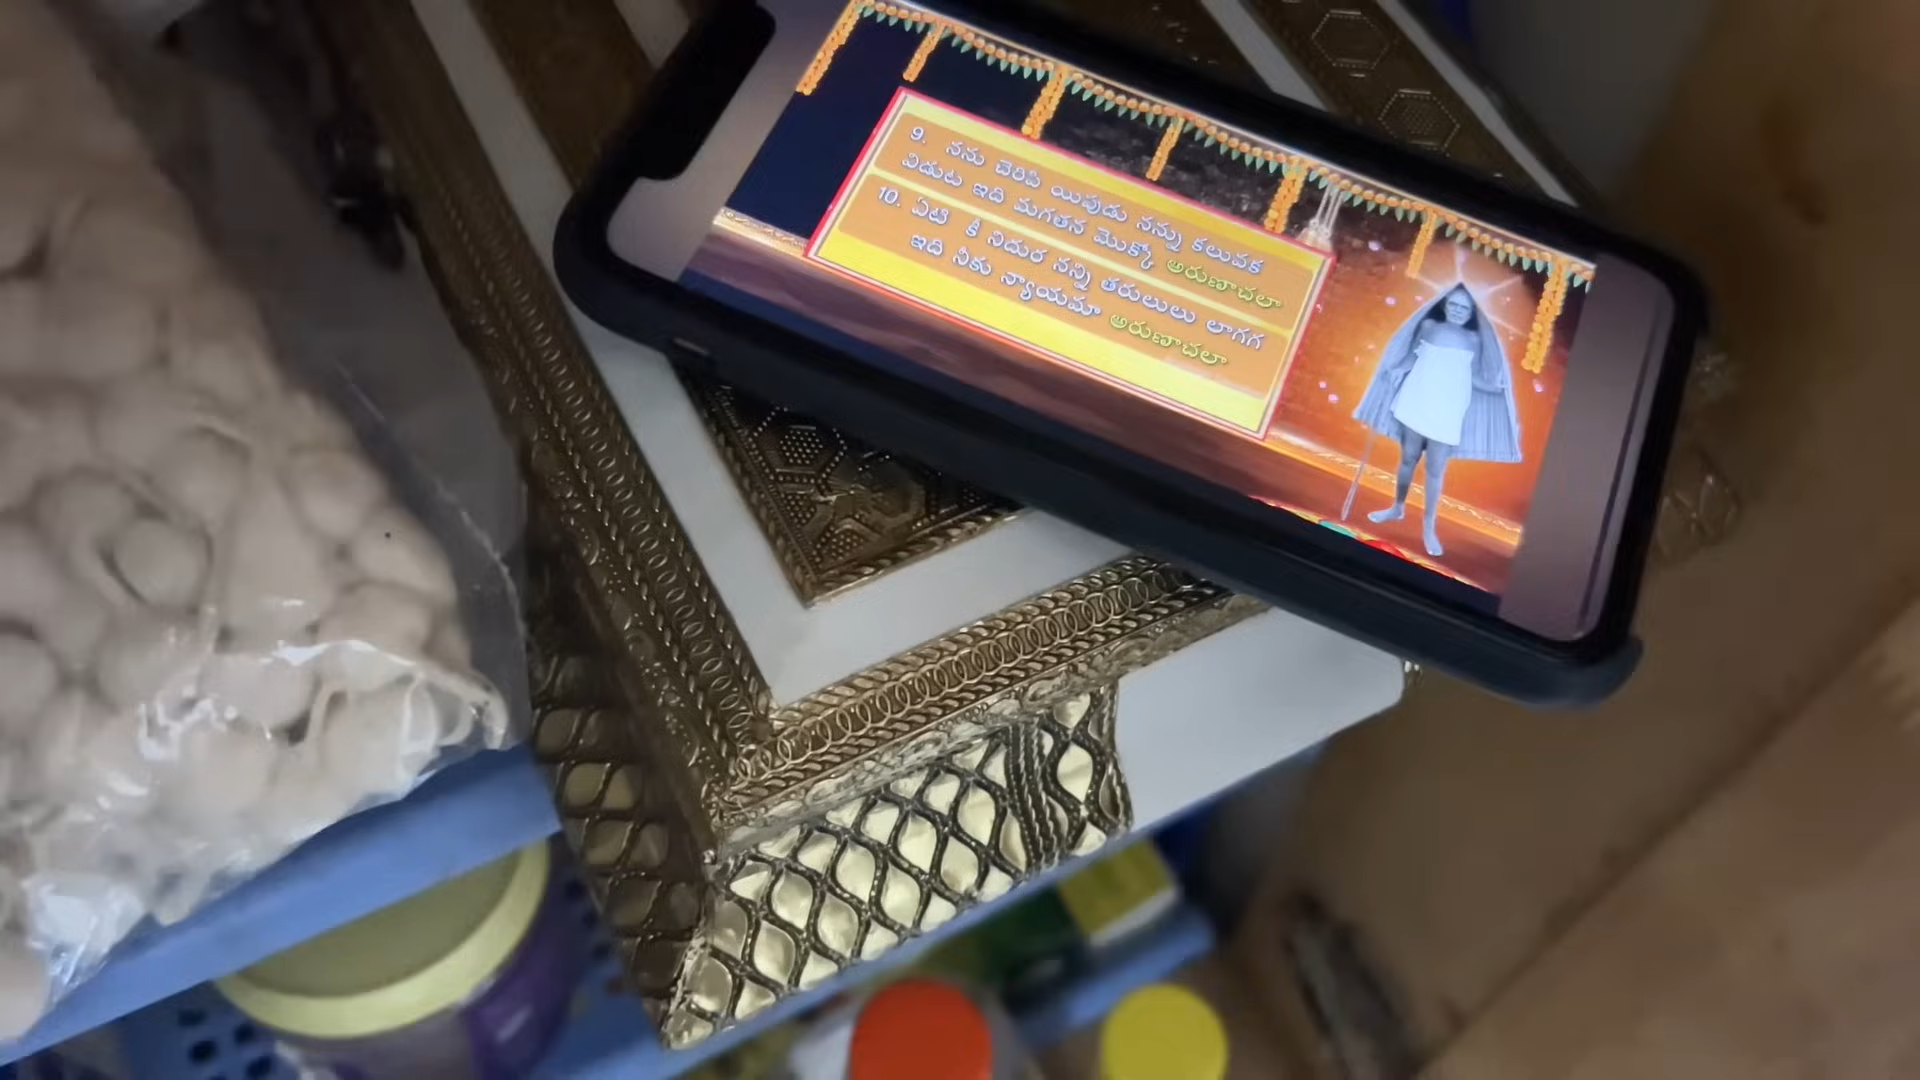 9. నను చెరిపి యిపుడు నన్ను కలువక
విడుట ఇది మగతన మొక్కో అరుణాచలా
10. ఏటి కీ నిదుర నన్ని తరులులు లాగగ
ఇది నీకు న్యాయమా అరుణాచలా